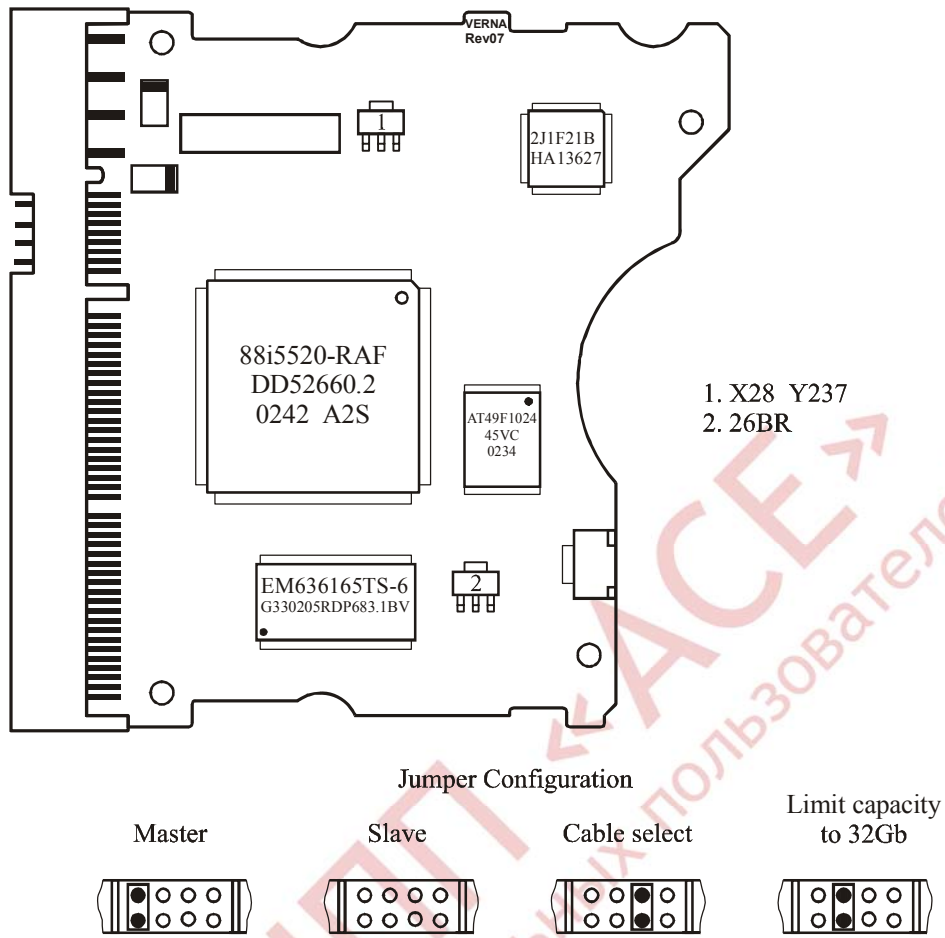 VERNA
Rev07
1
2J1F21B
HA13627
88i5520-RAF
DD52660.2
0242 A2S
AT49F1024
45VC
0234
1. X28 Y237
2. 26BR
EM636165TS-6
G330205RDP683.1BV
2
Jumper Configuration
Master
Slave
Cable select
Limit capacity
to 32Gb
«ACE»